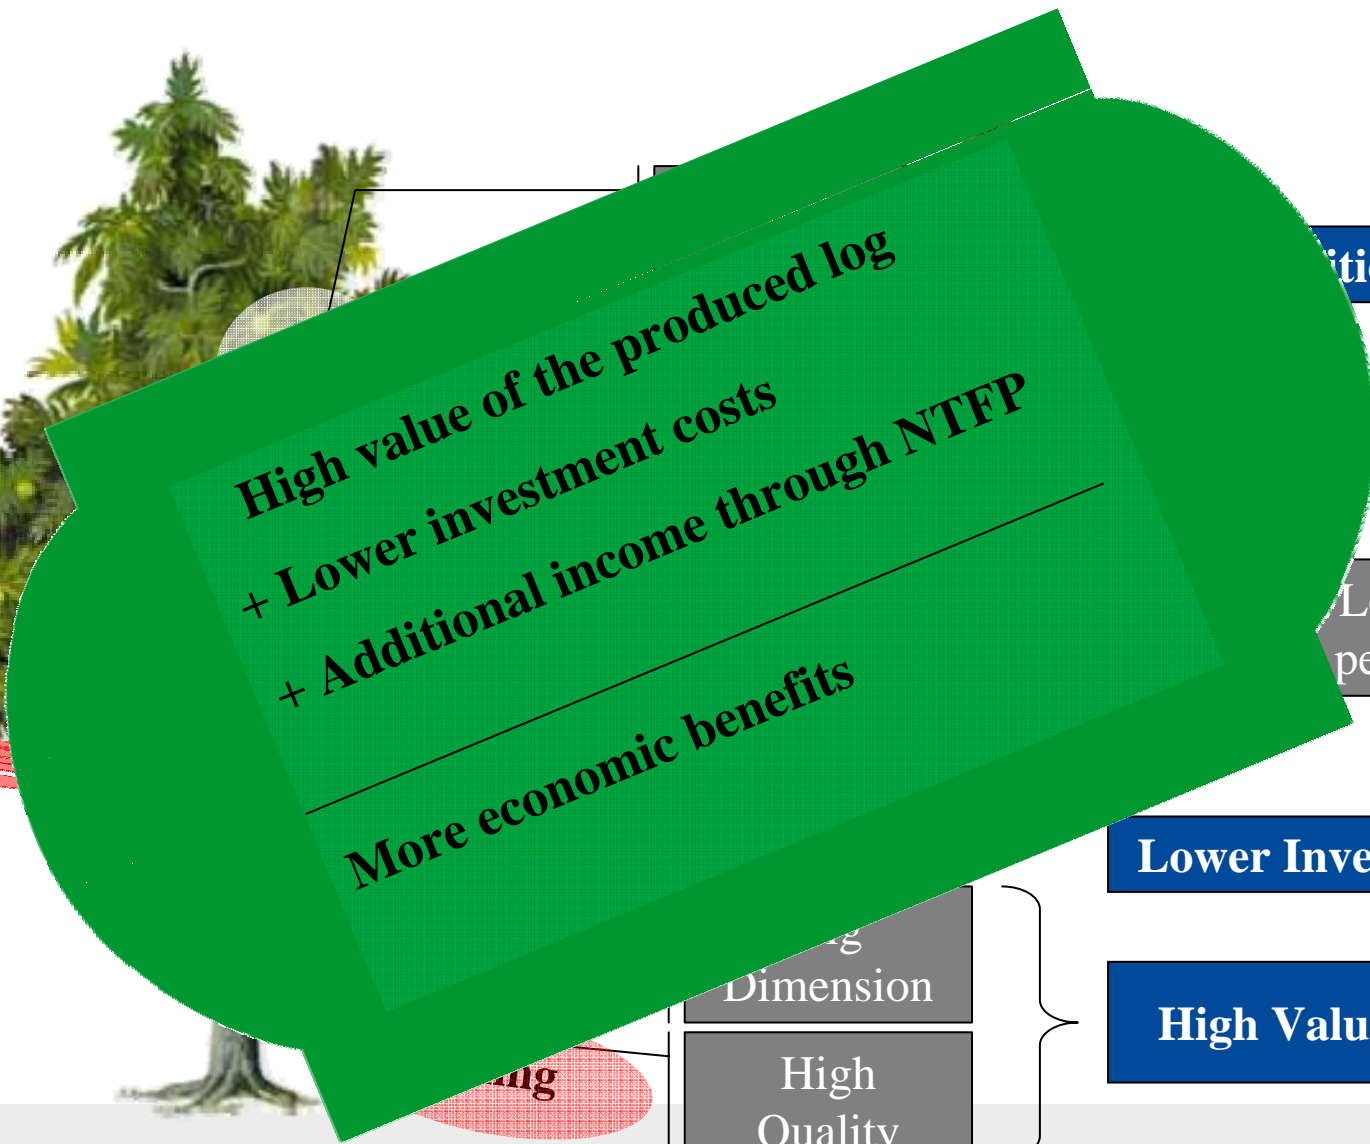 High value of the produced log
+ Lower investment costs
+ Additional income through NTFP
More economic benefits
Lower Inve
Dimension
High Valu
High
Quality